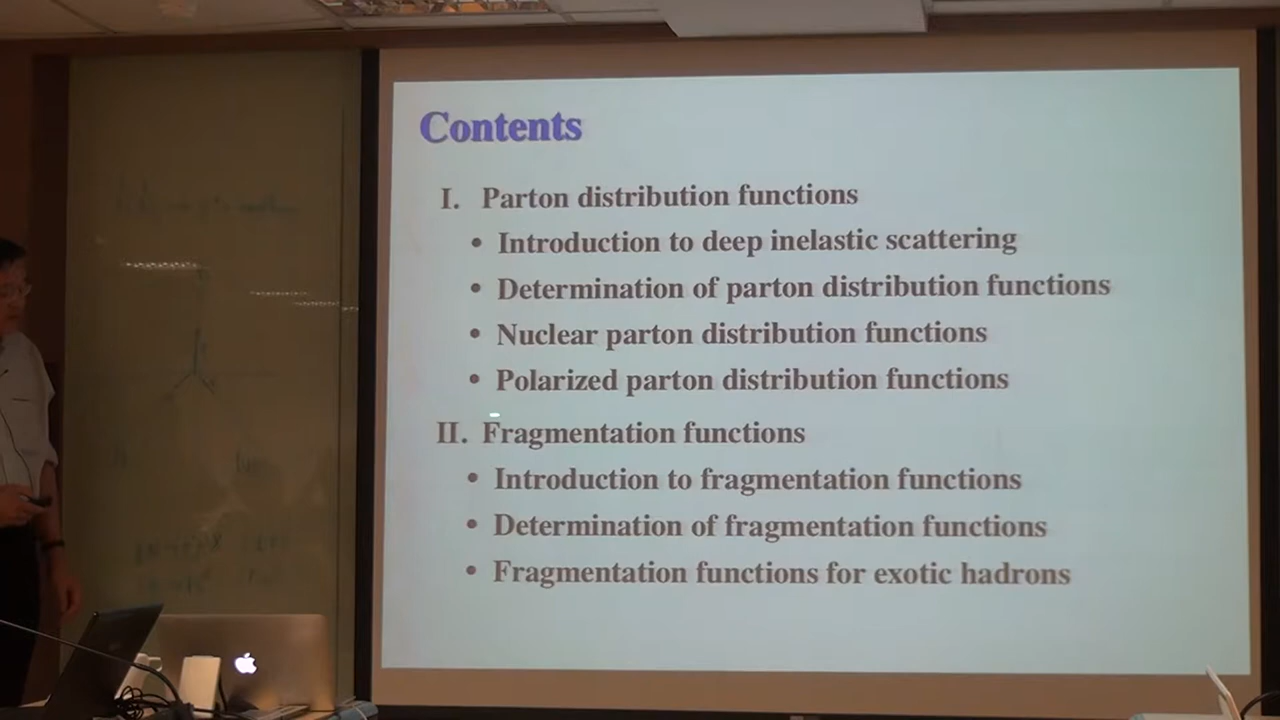 Contents
I. Parton distribution functions
• Introduction to deep inelastic scattering
• Determination of parton distribution functions
• Nuclear parton distribution functions
• Polarized parton distribution functions
II. Fragmentation functions
• Introduction to fragmentation functions
• Determination of fragmentation functions
• Fragmentation functions for exotic hadrons